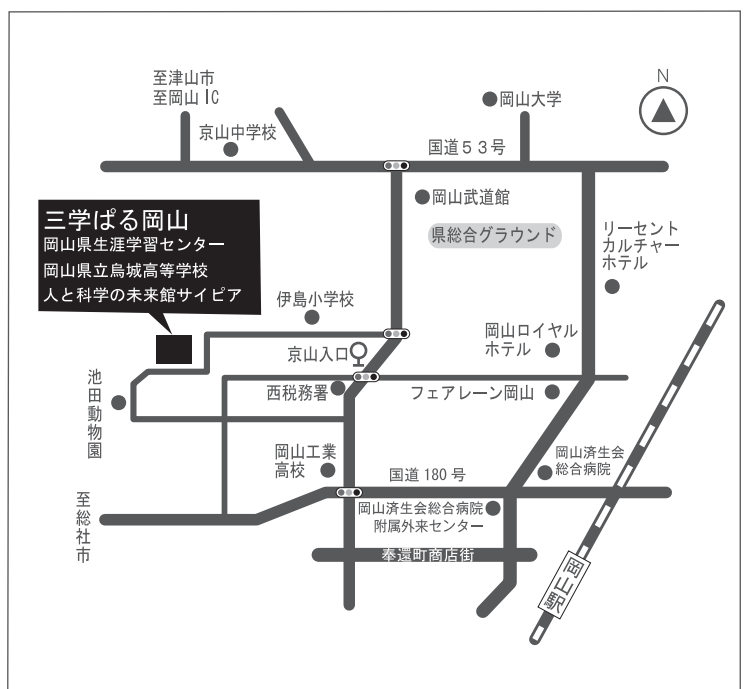 至津山市
至岡山IC
京山中学校
岡山大学
N
国道53号
岡山武道館
県総合グラウンド
リーセント
カルチャー
ホテル
三学ぱる岡山
岡山県生涯学習センター
岡山県立烏城高等学校
人と科学の未来館サイピア
伊島小学校
京山入口
岡山ロイヤル
ホテル
池田動物園
西税務署
フェアレーン岡山
岡山工業
高校
国道180号
岡山済生会
総合病院
至総社市
岡山済生会総合病院
附属外来センター
奉還町商店街
岡山駅